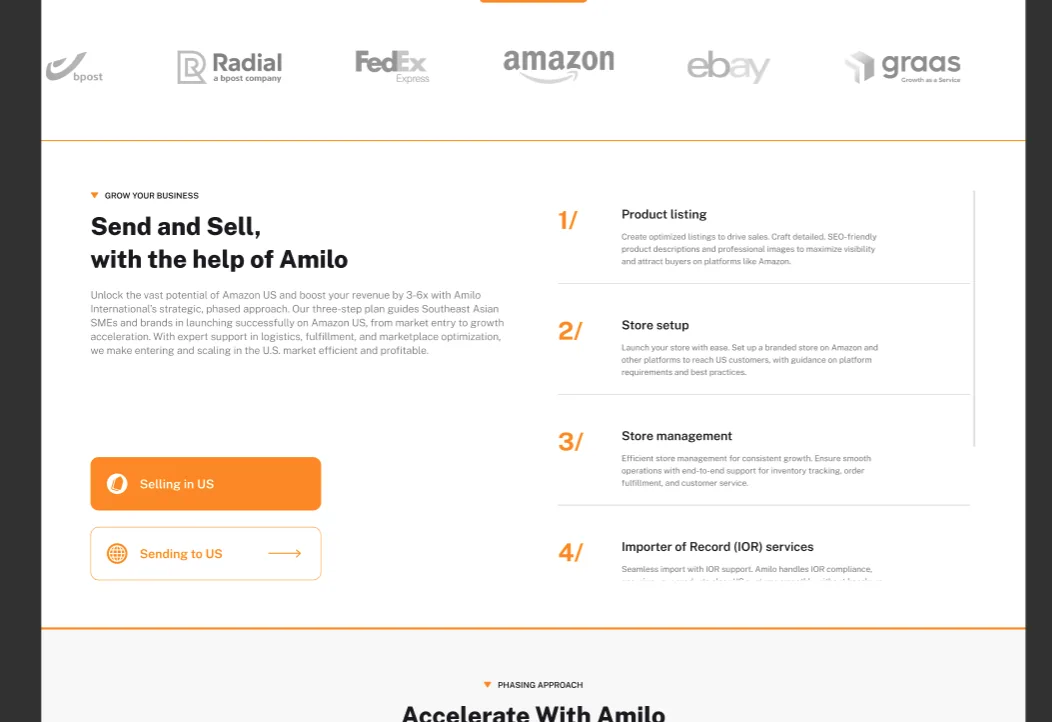 bpost
Radial
a bpost company
FedEx
Express
amazon
ebay
graas
Growth as a Service
GROW YOUR BUSINESS
Send and Sell,
with the help of Amilo
Unlock the vast potential of Amazon US and boost your revenue by 3-6x with Amilo
International's strategic, phased approach. Our three-step plan guides Southeast Asian
SMEs and brands in launching successfully on Amazon US, from market entry to growth
acceleration. With expert support in logistics, fulfillment, and marketplace optimization,
we make entering and scaling in the U.S. market efficient and profitable.
Selling in US
Sending to US
1/
Product listing
Create optimized listings to drive sales. Craft detailed. SEO-friendly
product descriptions and professional images to maximize visibility
and attract buyers on platforms like Amazon.
2/
Store setup
Launch your store with ease. Set up a branded store on Amazon and
other platforms to reach US customers, with guidance on platform
requirements and best practices.
3/
Store management
Efficient store management for consistent growth. Ensure smooth
operations with end-to-end support for inventory tracking, order
fulfillment, and customer service.
4/
Importer of Record (IOR) services
Seamless import with IOR support. Amilo handles IOR compliance,
PHASING APPROACH
Accelerate With Amilo